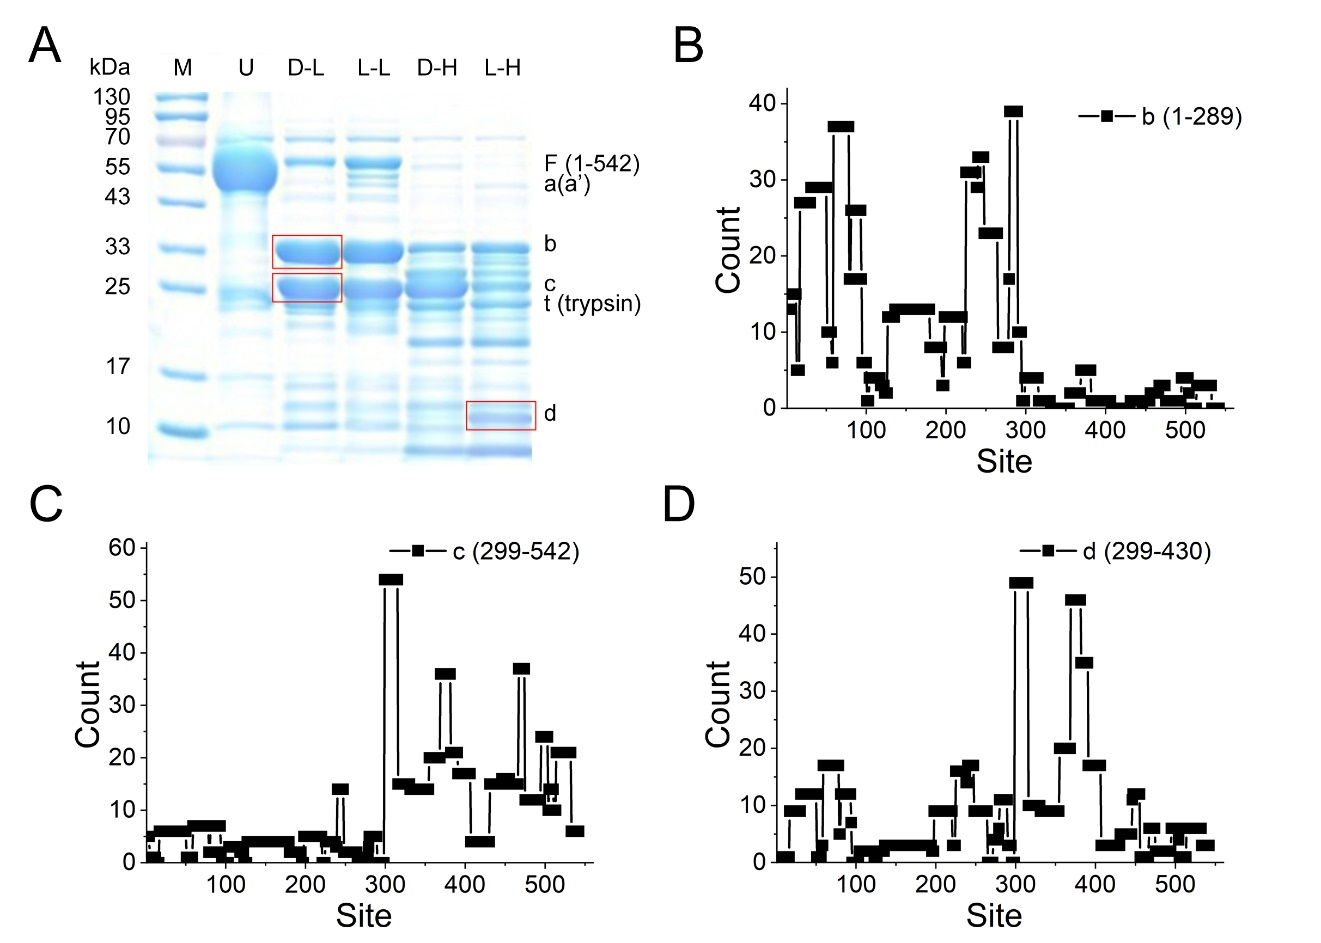 A
kDa M U D-L L-L D-H L-H
130
95
70
55
43
33
25
17
10
F (1-542)
a(a')
b
c
t (trypsin)
d
B
b (1-289)
Count
40
30
20
10
0
100 200 300 400 500
Site
C
c (299-542)
Count
60
50
40
30
20
10
0
100 200 300 400 500
Site
D
d (299-430)
Count
50
40
30
20
10
0
100 200 300 400 500
Site